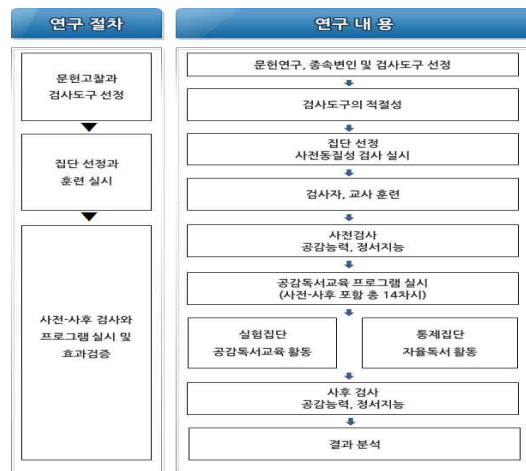 연구 절차
연구 내 용
문헌고찰과
검사도구 선정
집단 선정과
훈련 실시
사전-사후 검사와
프로그램 실시 및
효과검증
문헌연구, 종속변인 및 검사도구 선정
검사도구의 적절성
집단 선정
사전동질성 검사 실시
검사자, 교사 훈련
사전검사
공감능력, 정서지능
공감독서교육 프로그램 실시
(사전-사후 포함 총 14차시)
실험집단
공감독서교육 활동
통제집단
자율독서 활동
사후 검사
공감능력, 정서지능
결과 분석